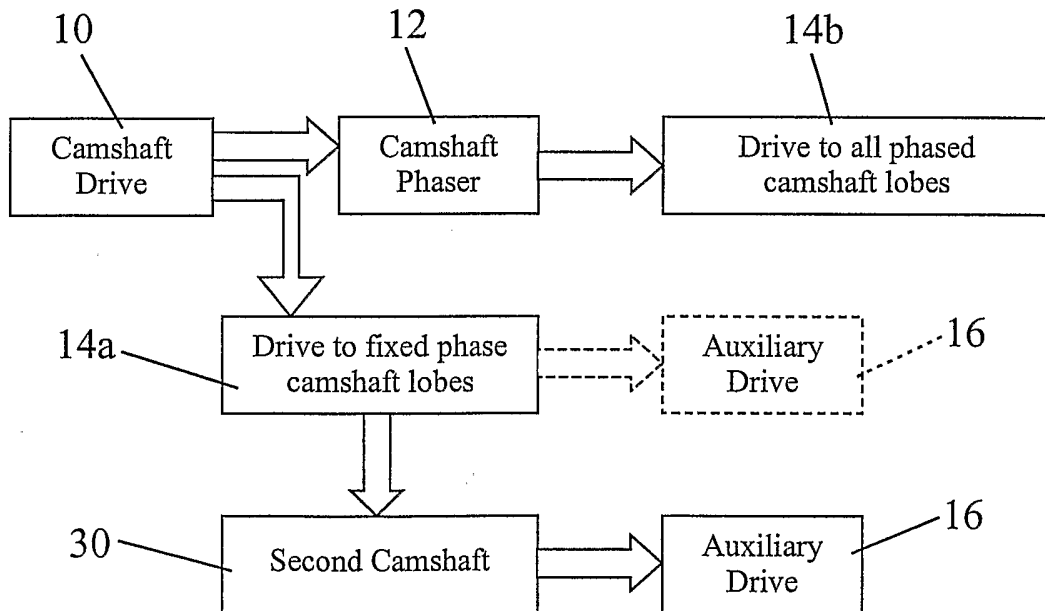 10
12
14b
Camshaft
Drive
Camshaft
Phaser
Drive to all phased
camshaft lobes
14a
Drive to fixed phase
camshaft lobes
Auxiliary
Drive
16
30
Second Camshaft
Auxiliary
Drive
16